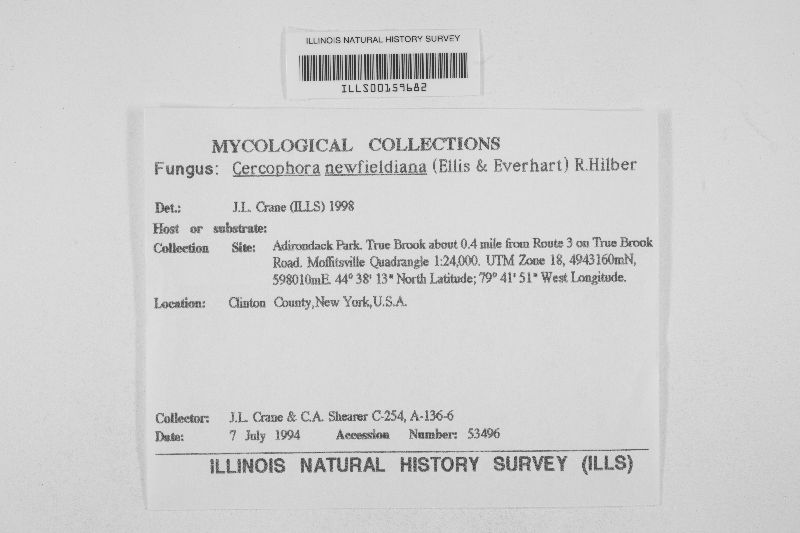 ILLINOIS NATURAL HISTORY SURVEY
ILLS00159682
MYCOLOGICAL COLLECTIONS
Fungus: Cercophora newfieldiana (Ellis & Everhart) R.Hilber
Det.: J.L. Crane (ILLS) 1998
Host or substrate:
Collection Site: Adirondack Park. True Brook about 0.4 mile from Route 3 on True Brook
Road. Moffitsville Quadrangle 1:24,000. UTM Zone 18, 4943160mN,
598010mE. 44° 38' 13" North Latitude; 79° 41' 51" West Longitude.
Location: Clinton County,New York,U.S.A.
Collector: J.L. Crane & C.A. Shearer C-254, A-136-6
Date: 7 July 1994 Accession Number: 53496
ILLINOIS NATURAL HISTORY SURVEY (ILLS)